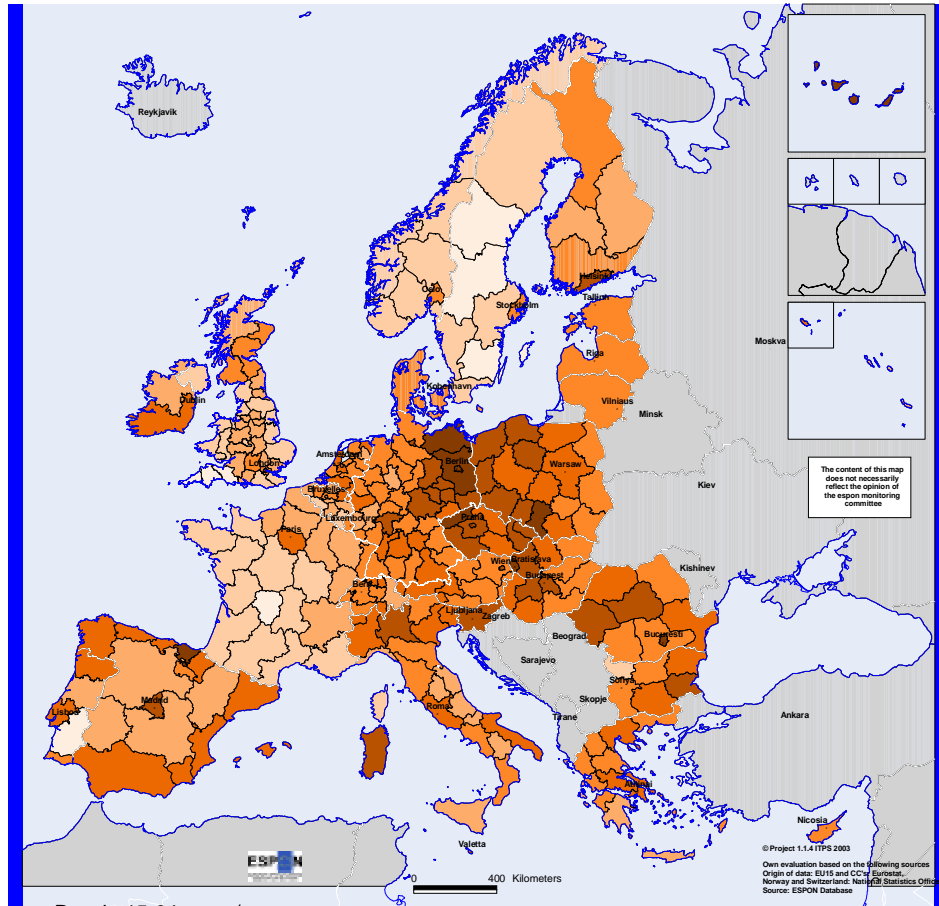 Reykjavik
Oslo
Helsinki
Stockholm
Tallinn
Moskva
Riga
Kobenhavn
Dublin
Vilnius
Minsk
Amsterdam
London
Berlin
Warsaw
The content of this map
does not necessarily
reflect the opinion of
the espon monitoring
committee
Kiev
Bruxelles
Luxembourg
Praha
Paris
Wien
Bratislava
Kishinev
Bern
Budapest
Ljubljana
Zagreb
Beograd
Bucuresti
Sarajevo
Sofiya
Madrid
Lisboa
Roma
Skopje
Tirane
Ankara
Athinai
Nicosia
Valetta
© Project 1.1.4 ITPS 2003
ESPON
Own evaluation based on the following sources
Origin of data: EU15 and CC's: Eurostat,
Norway and Switzerland: National Statistics Offic
Source: ESPON Database
0 400 Kilometers